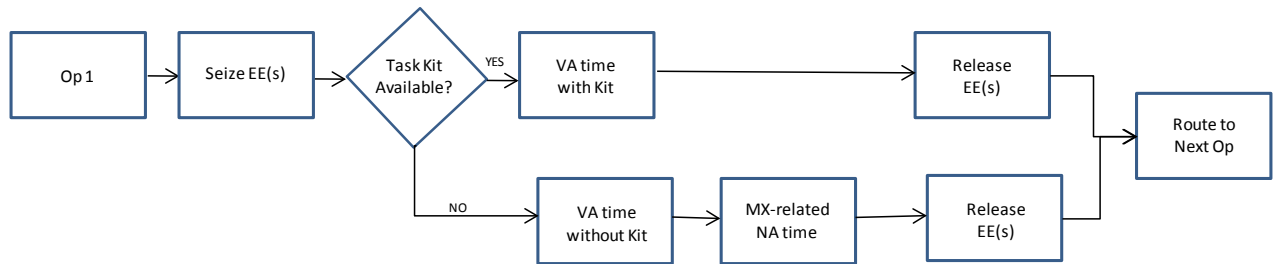 Op 1
Seize EE(s)
Task Kit
Available?
YES
VA time
with Kit
Release
EE(s)
Route to
Next Op
NO
VA time
without Kit
MX-related
NA time
Release
EE(s)